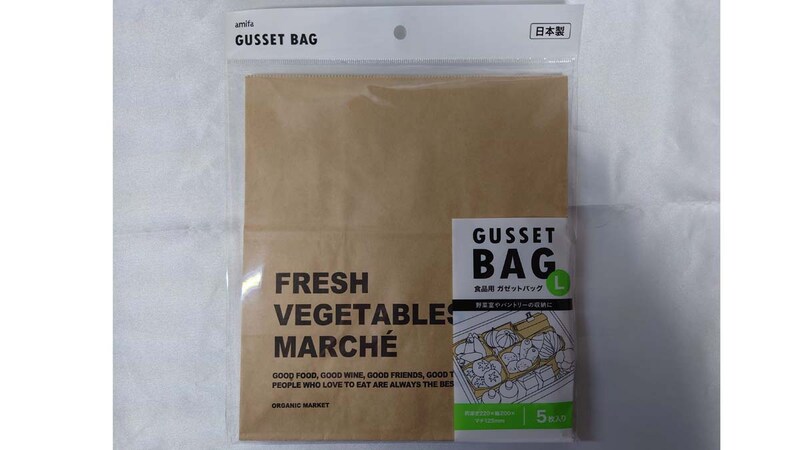 amifa
GUSSET BAG
日本製
FRESH
VEGETABLES
MARCHÉ
GOOD FOOD, GOOD WINE, GOOD FRIENDS, GOOD T
PEOPLE WHO LOVE TO EAT ARE ALWAYS THE BES
ORGANIC MARKET
GUSSET
BAG
食品用 ガゼットバッグ
L
野菜室やパントリーの収納に
5枚入り